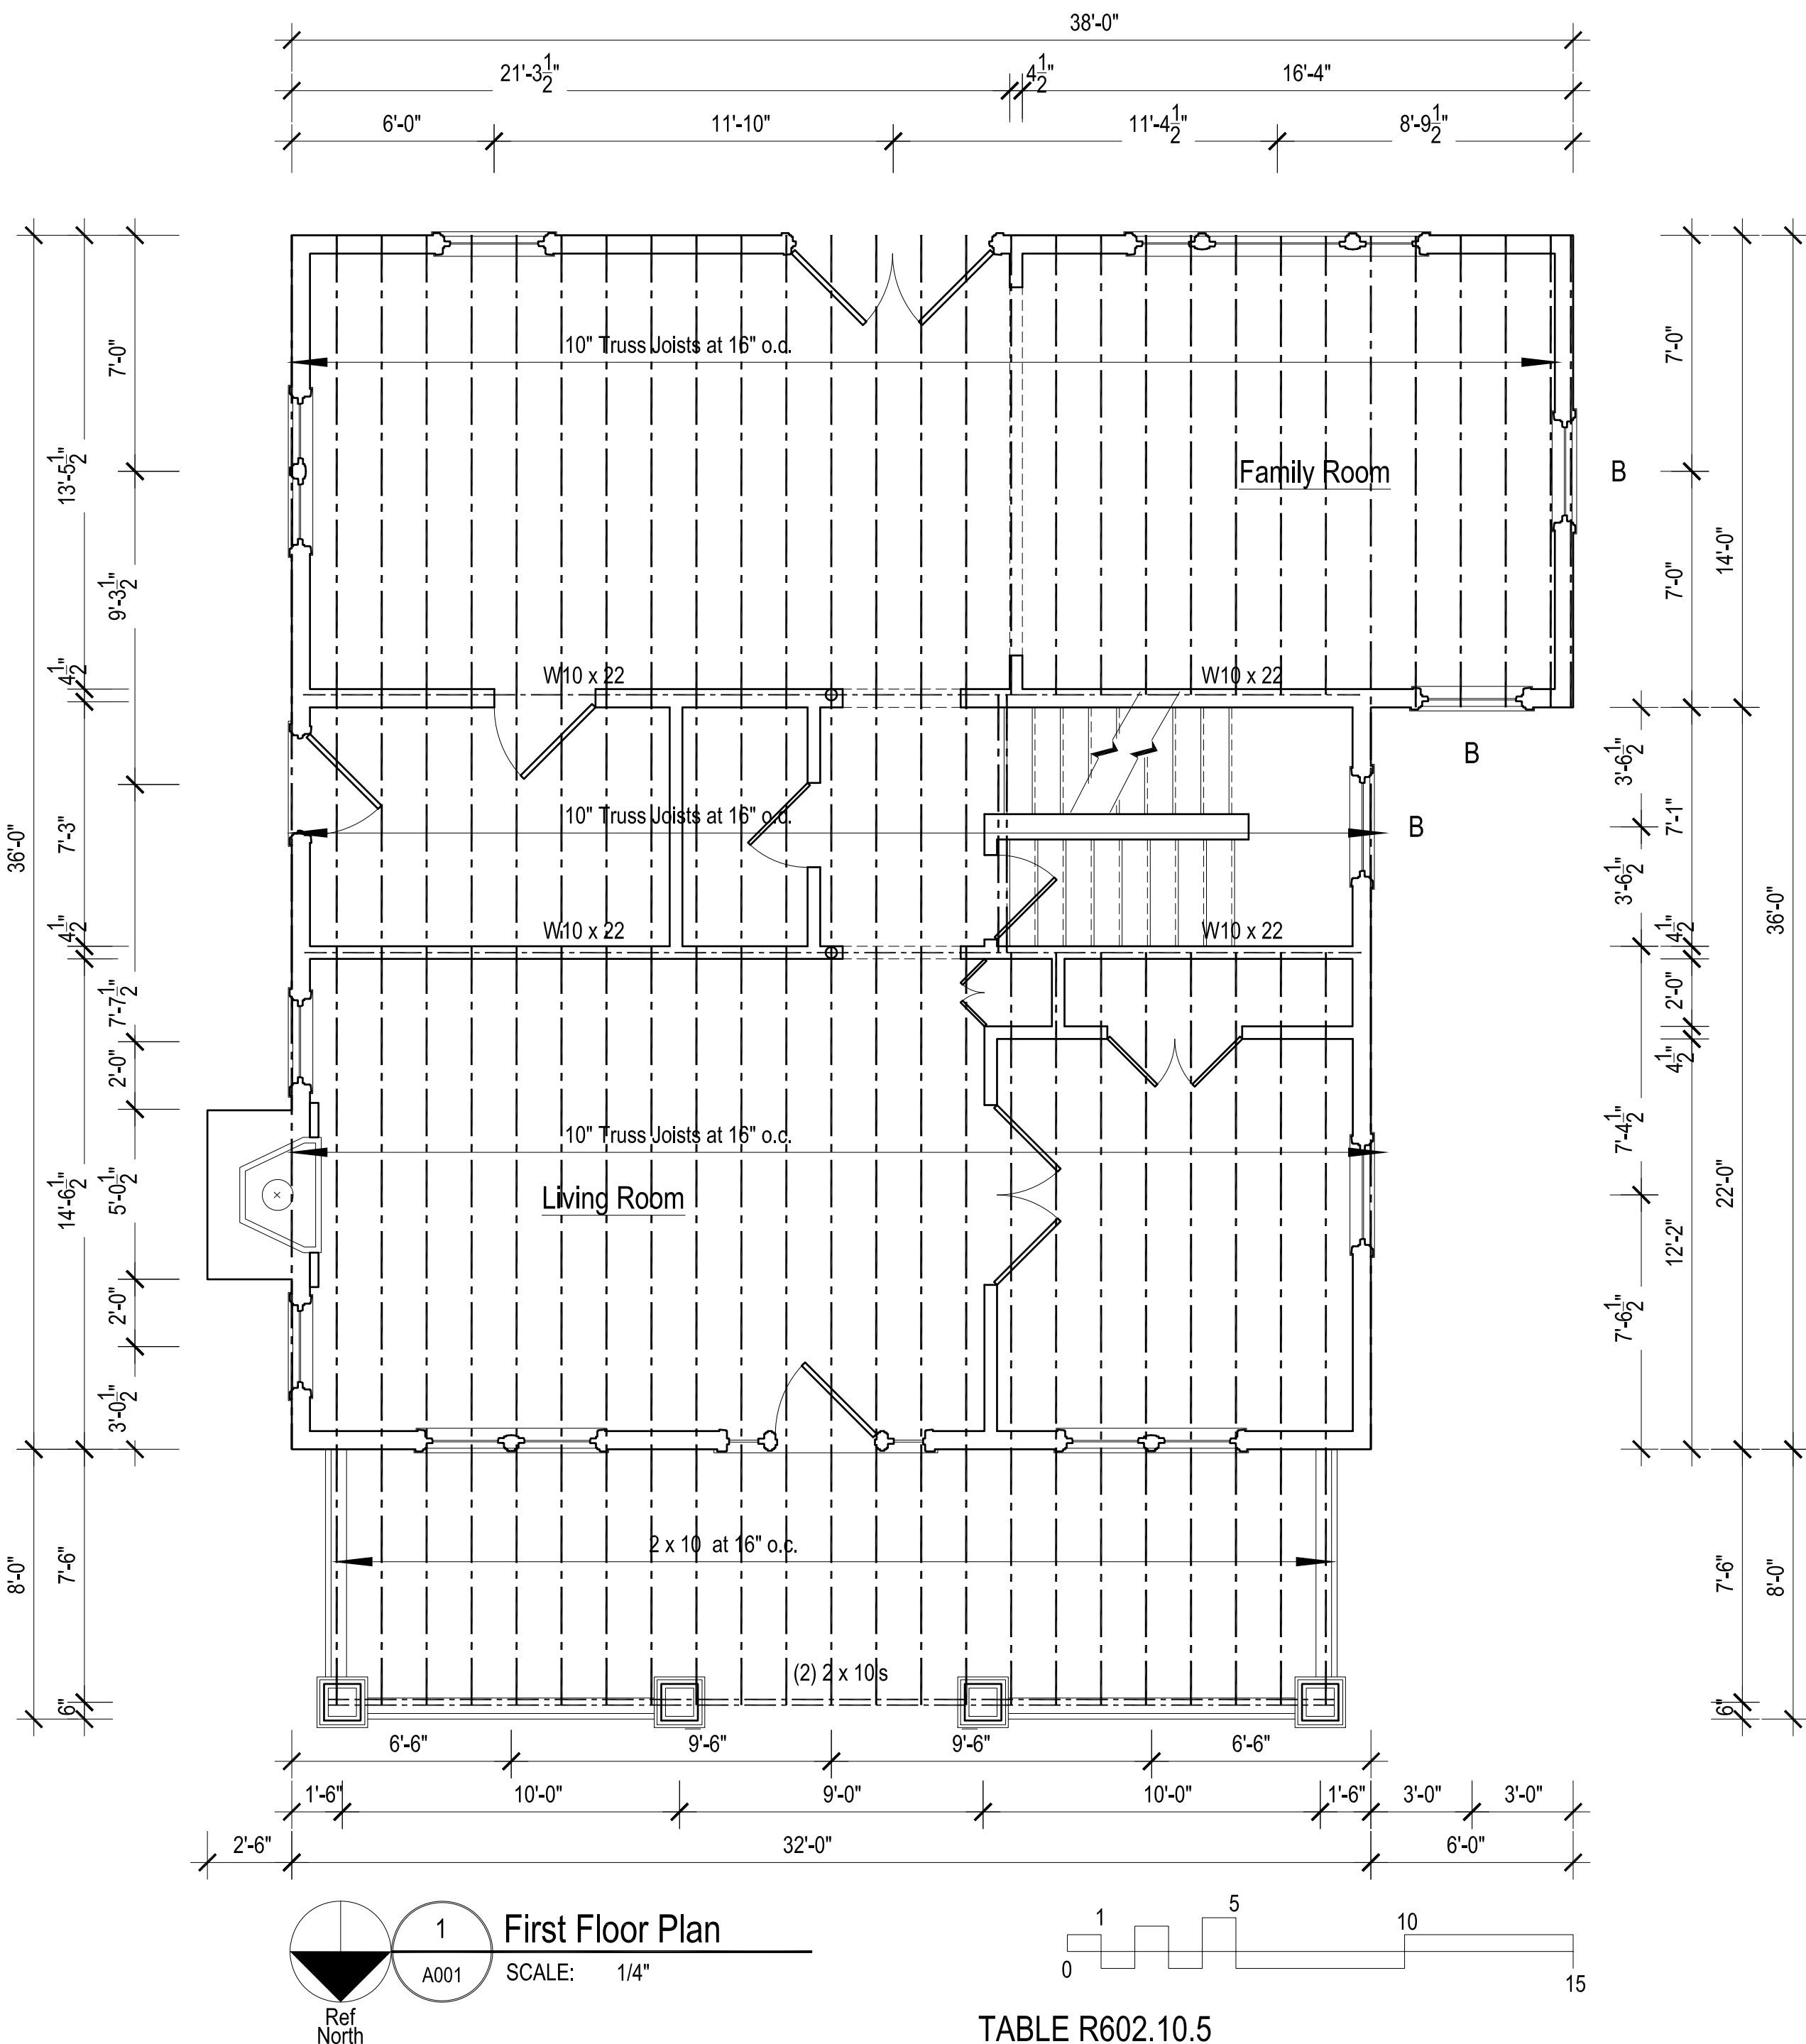 38'-0"
21'-3 1/2" 4 1/2" 16'-4"
6'-0" 11'-10" 11'-4 1/2" 8'-9 1/2"
36'-0"
8'-0"
13'-5 1/2"
4 1/2"
7'-3"
4 1/2"
14'-6 1/2"
7'-6"
6"
7'-0"
9'-3 1/2"
7'-7 1/2"
2'-0"
5'-0 1/2"
2'-0"
3'-0 1/2"
10" Truss Joists at 16" o.c.
Family Room
B
W10 x 22 W10 x 22
B
10" Truss Joists at 16" o.c.
B
W10 x 22 W10 x 22
10" Truss Joists at 16" o.c.
Living Room
2 x 10 at 16" o.c.
(2) 2 x 10 s
3'-6 1/2"
3'-6 1/2"
7'-4 1/2"
7'-6 1/2"
7'-0"
7'-0"
7'-1"
4 1/2"
2'-0"
4 1/2"
12'-2"
14'-0"
22'-0"
7'-6"
6"
36'-0"
8'-0"
6'-6" 9'-6" 9'-6" 6'-6"
1'-6" 10'-0" 9'-0" 10'-0" 1'-6" 3'-0" 3'-0"
2'-6" 32'-0" 6'-0"
1
A001
First Floor Plan
SCALE: 1/4"
Ref
North
1 5 10
0 15
TABLE R602.10.5